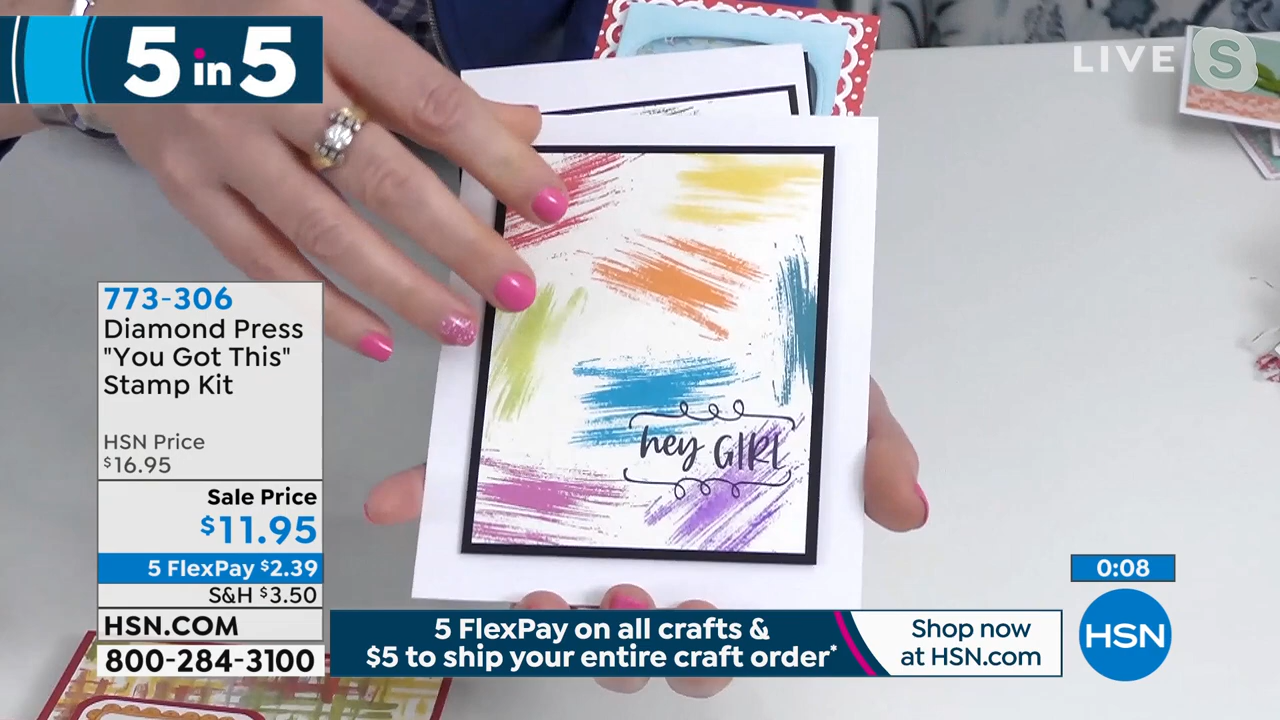 5 in 5
LIVE S
773-306
Diamond Press
"You Got This"
Stamp Kit
HSN Price
$16.95
Sale Price
$11.95
5 FlexPay $2.39
S&H $3.50
HSN.COM
800-284-3100
hey GIRL
0:08
5 FlexPay on all crafts &
$5 to ship your entire craft order*
Shop now
at HSN.com
HSN